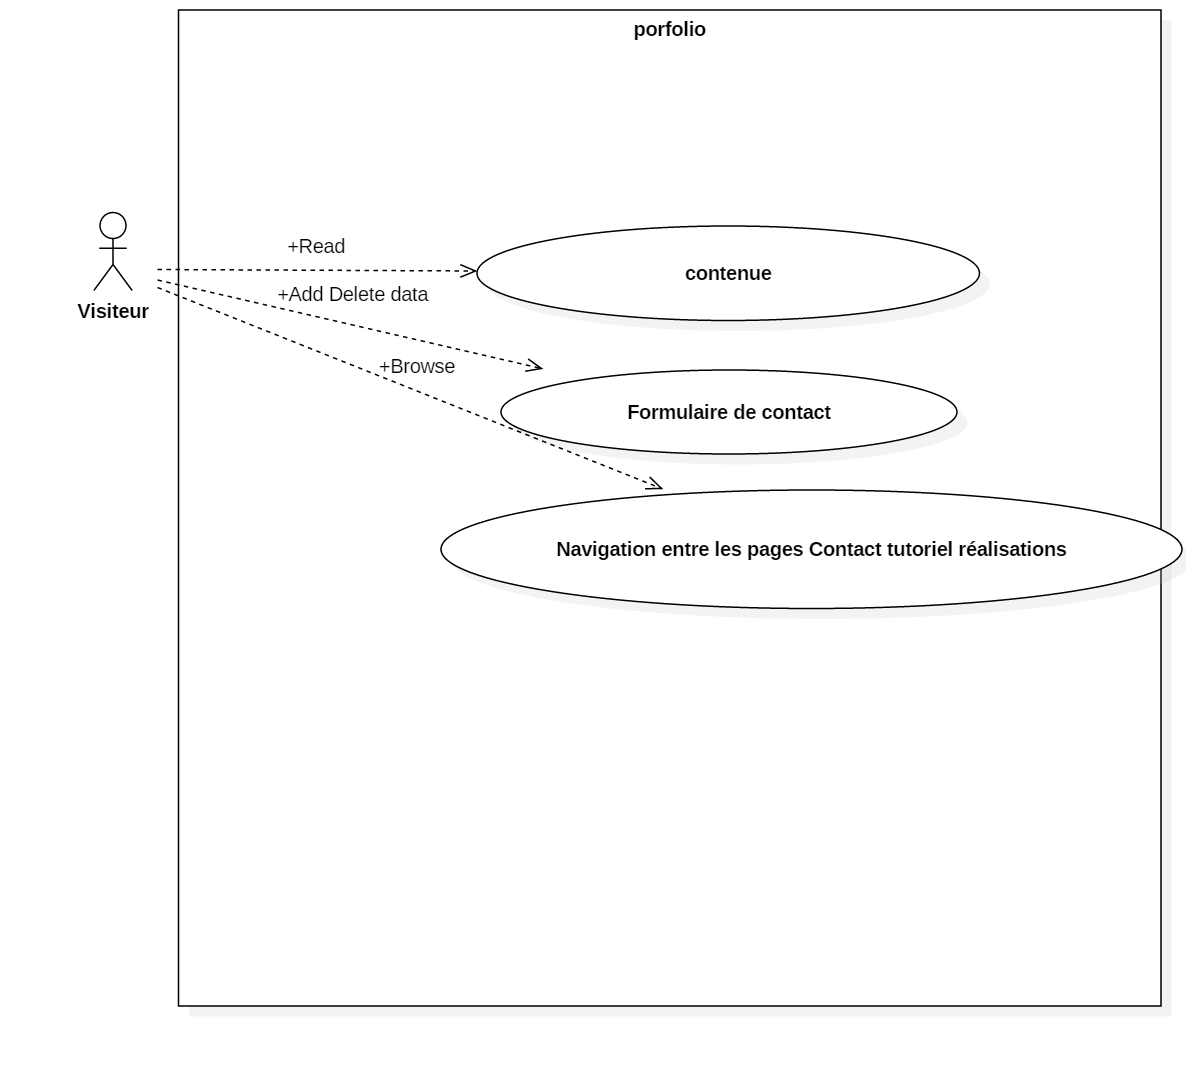 porfolio
+Read
contenue
+Add Delete data
Visiteur
+Browse
Formulaire de contact
Navigation entre les pages Contact tutoriel réalisations